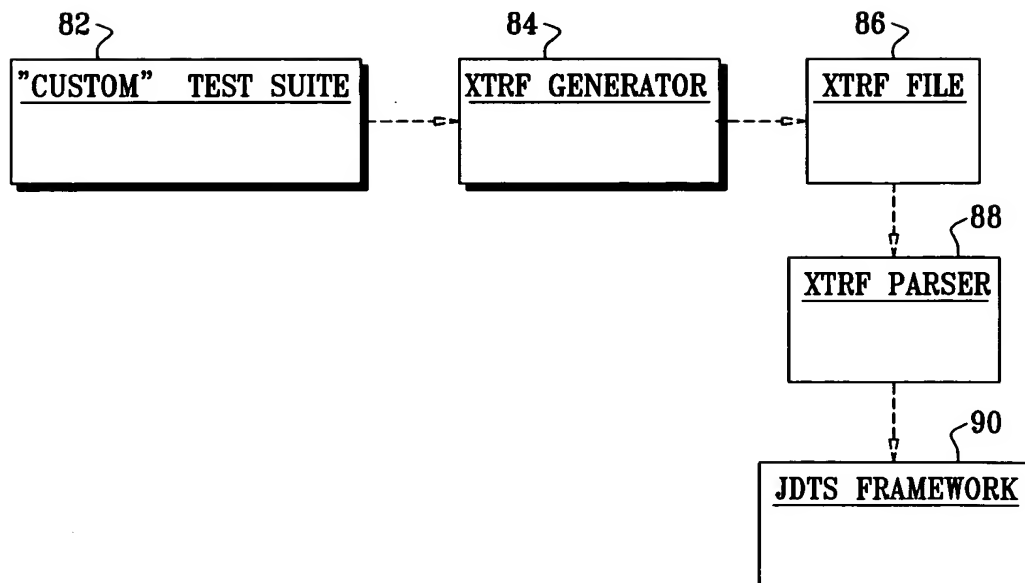 82
"CUSTOM" TEST SUITE
84
XTRF GENERATOR
86
XTRF FILE
88
XTRF PARSER
90
JDTS FRAMEWORK